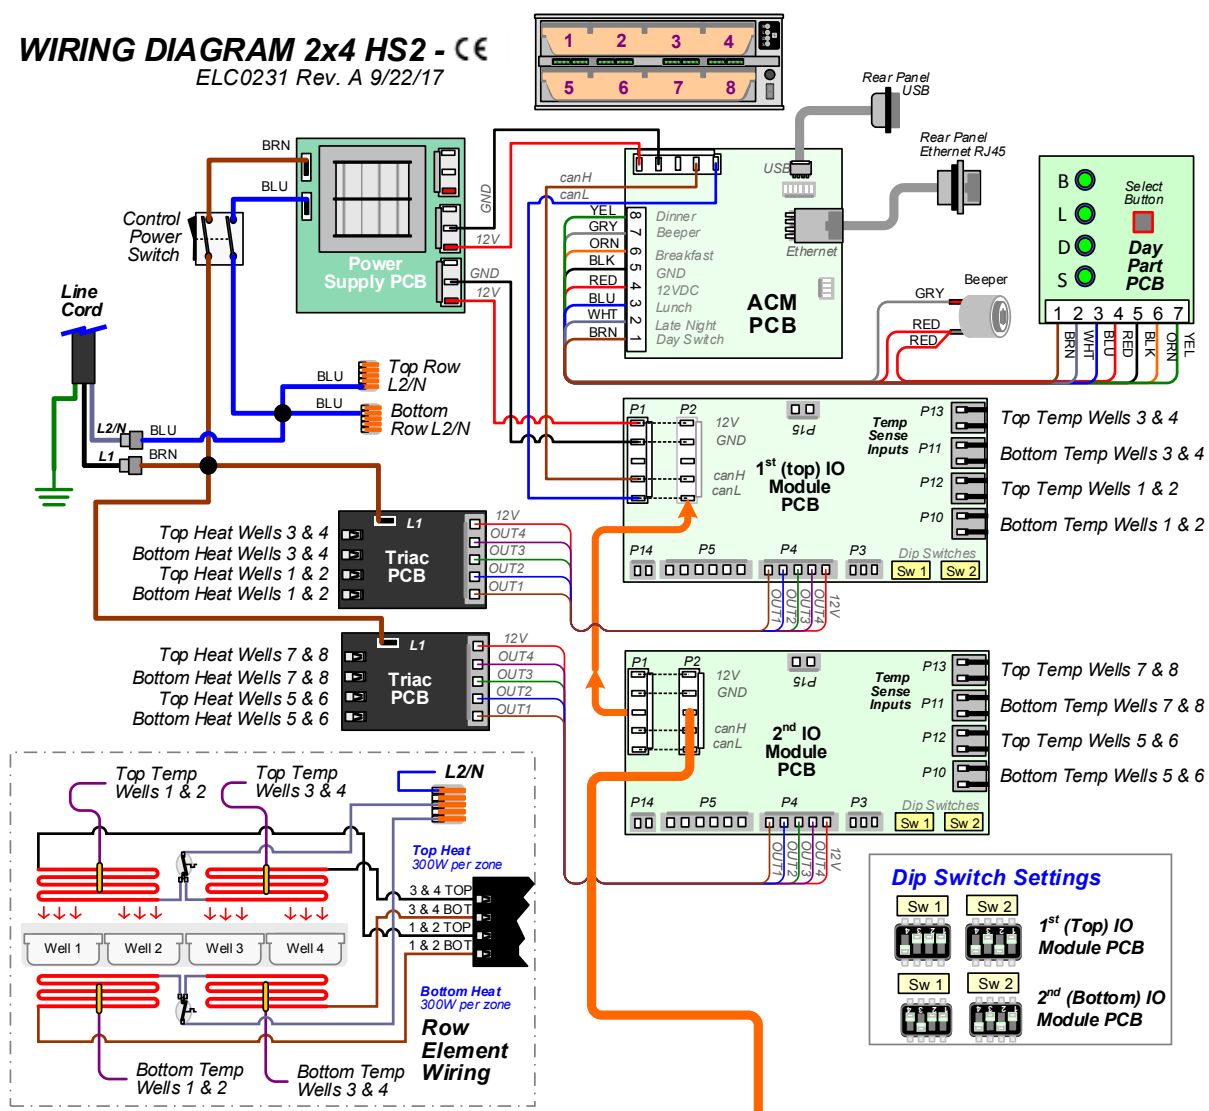 WIRING DIAGRAM 2x4 HS2 - CE
ELC0231 Rev. A 9/22/17
1 2 3 4
5 6 7 8
Rear Panel
USB
Rear Panel
Ethernet RJ45
BRN
BLU
Control
Power
Switch
Power
Supply PCB
GND
12V
GND
12V
canH
canL
USB
Ethernet
YEL
GRY
ORN
BLK
RED
BLU
WHT
BRN
8
7
6
5
4
3
2
1
Dinner
Beeper
Breakfast
GND
12VDC
Lunch
Late Night
Day Switch
ACM
PCB
Beeper
GRY
RED
RED
B
L
D
S
Select
Button
Day
Part
PCB
1 2 3 4 5 6 7
BRN
WHT
BLU
RED
BLK
ORN
YEL
Line
Cord
L2/N
L1
BLU
BRN
BLU
BLU
Top Row
L2/N
Bottom
Row L2/N
P1 P2
12V
GND
canH
canL
P15
1st (top) IO
Module
PCB
Temp
Sense
Inputs
P13
P11
P12
P10
Top Temp Wells 3 & 4
Bottom Temp Wells 3 & 4
Top Temp Wells 1 & 2
Bottom Temp Wells 1 & 2
Dip Switches
Sw 1 Sw 2
P14 P5 P4 P3
OUT1
OUT2
OUT3
OUT4
12V
Top Heat Wells 3 & 4
Bottom Heat Wells 3 & 4
Top Heat Wells 1 & 2
Bottom Heat Wells 1 & 2
L1
Triac
PCB
12V
OUT4
OUT3
OUT2
OUT1
Top Heat Wells 7 & 8
Bottom Heat Wells 7 & 8
Top Heat Wells 5 & 6
Bottom Heat Wells 5 & 6
L1
Triac
PCB
12V
OUT4
OUT3
OUT2
OUT1
P1 P2
12V
GND
canH
canL
P15
2nd IO
Module
PCB
Temp
Sense
Inputs
P13
P11
P12
P10
Top Temp Wells 7 & 8
Bottom Temp Wells 7 & 8
Top Temp Wells 5 & 6
Bottom Temp Wells 5 & 6
Dip Switches
Sw 1 Sw 2
P14 P5 P4 P3
OUT1
OUT2
OUT3
OUT4
12V
Top Temp
Wells 1 & 2
Top Temp
Wells 3 & 4
L2/N
Top Heat
300W per zone
3 & 4 TOP
3 & 4 BOT
1 & 2 TOP
1 & 2 BOT
Well 1 Well 2 Well 3 Well 4
Bottom Heat
300W per zone
Row
Element
Wiring
Bottom Temp
Wells 1 & 2
Bottom Temp
Wells 3 & 4
Dip Switch Settings
Sw 1 Sw 2
1st (Top) IO
Module PCB
Sw 1 Sw 2
2nd (Bottom) IO
Module PCB